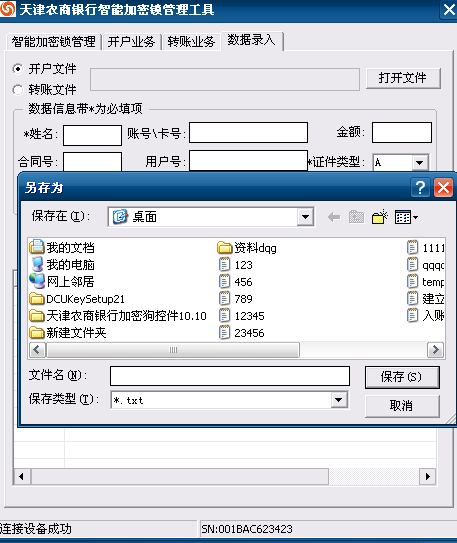 天津农商银行智能加密锁管理工具
智能加密锁管理 开户业务 转账业务 数据录入
开户文件
转账文件
打开文件
数据信息带*为必填项
*姓名: 账号\卡号: 金额:
合同号: 用户号: *证件类型: A
另存为
保存在(I): 桌面
我的文档 资料dqg 1111
我的电脑 123 qqqc
网上邻居 456 temp
DCUKeySetup21 789 建立
天津农商银行加密狗控件10.10 12345 入账
新建文件夹 23456
文件名(N): 保存(S)
保存类型(T): *.txt 取消
连接设备成功 SN:001BAC623423